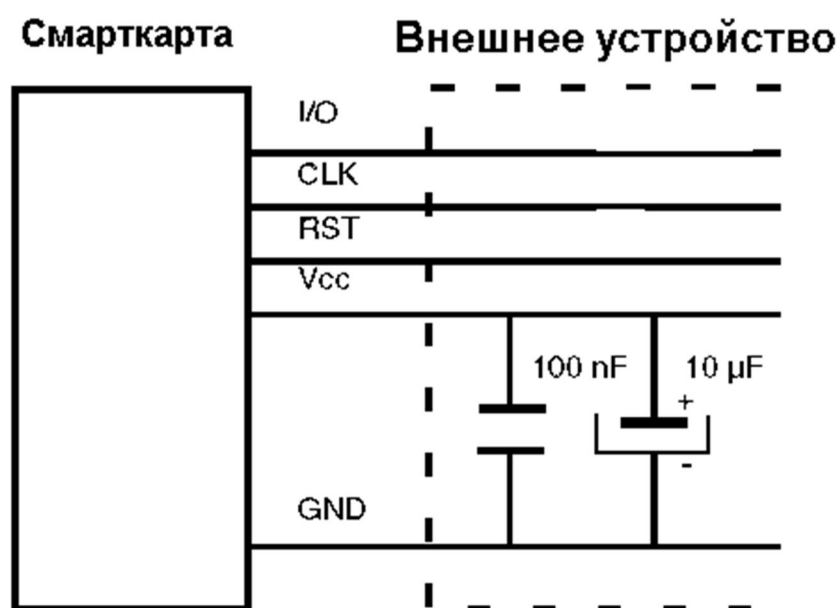 Смарткарта
Внешнее устройство
I/O
CLK
RST
Vcc
100 nF
10 µF
+
-
GND